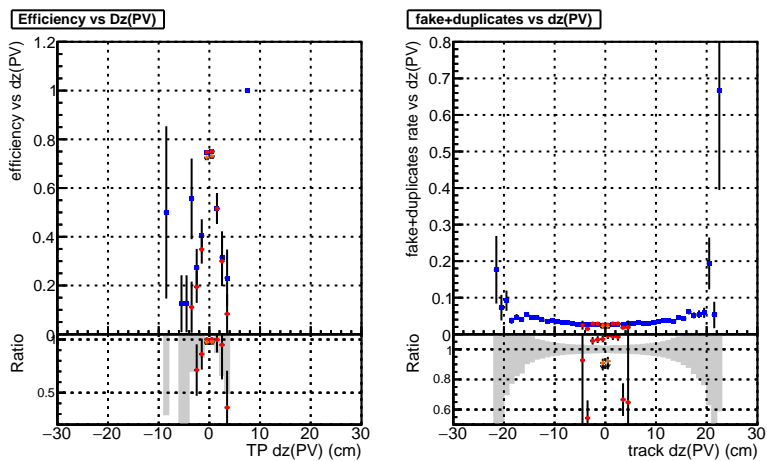 Efficiency vs Dz(PV)
efficiency vs dz(PV)
1.2
1
0.8
0.6
0.4
0.2
0
Ratio
1
0.5
−30 −20 −10 0 10 20 30
TP dz(PV) (cm)
fake+duplicates vs dz(PV)
fake+duplicates rate vs dz(PV)
0.8
0.7
0.6
0.5
0.4
0.3
0.2
0.1
0
Ratio
1
0.8
0.6
−30 −20 −10 0 10 20 30
track dz(PV) (cm)